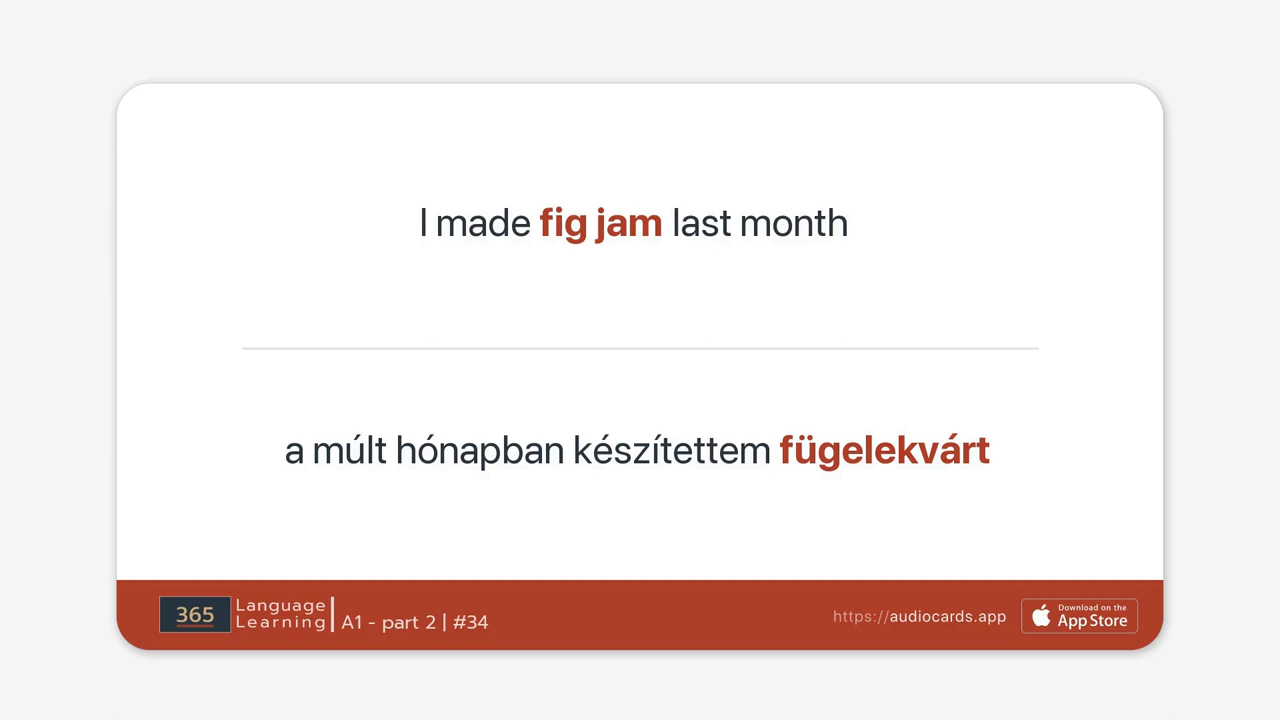 I made fig jam last month
a múlt hónapban készítettem fügelekvárt
365 Language
Learning
A1 - part 2 | #34
https://audiocards.app
Download on the
App Store